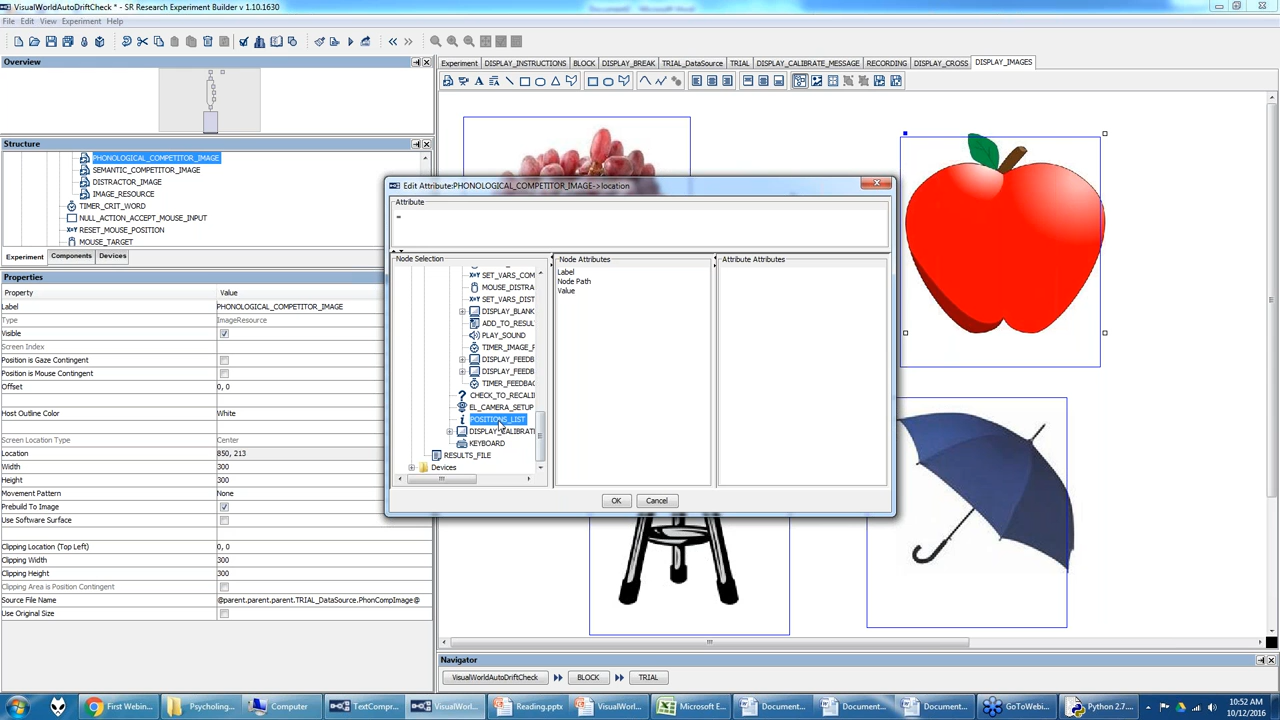 VisualWorldAutoDriftCheck * - SR Research Experiment Builder v 1.10.1630
File Edit View Experiment Help
Overview
Structure
PHONOLOGICAL_COMPETITOR_IMAGE
SEMANTIC_COMPETITOR_IMAGE
DISTRACTOR_IMAGE
IMAGE_RESOURCE
TIMER_CRIT_WORD
NULL_ACTION_ACCEPT_MOUSE_INPUT
RESET_MOUSE_POSITION
MOUSE_TARGET
Experiment Components Devices
Properties
Property Value
Label PHONOLOGICAL_COMPETITOR_IMAGE
Type ImageResource
Visible
Screen Index
Position is Gaze Contingent
Position is Mouse Contingent
Offset 0, 0
Host Outline Color White
Screen Location Type Center
Location 850, 213
Width 300
Height 300
Movement Pattern None
Prebuild To Image
Use Software Surface
Clipping Location (Top Left) 0, 0
Clipping Width 300
Clipping Height 300
Clipping Area is Position Contingent
Source File Name @parent.parent.parent.TRIAL_DataSource.PhonCompImage@
Use Original Size
Experiment DISPLAY_INSTRUCTIONS BLOCK DISPLAY_BREAK TRIAL_DataSource TRIAL DISPLAY_CALIBRATE_MESSAGE RECORDING DISPLAY_CROSS DISPLAY_IMAGES
Edit Attribute:PHONOLOGICAL_COMPETITOR_IMAGE->location
Attribute
=
Node Selection
SET_VARS_COM
MOUSE_DISTRA
SET_VARS_DIST
DISPLAY_BLANK
ADD_TO_RESUL
PLAY_SOUND
TIMER_IMAGE_F
DISPLAY_FEEDB
DISPLAY_FEEDB
TIMER_FEEDBAC
CHECK_TO_RECALI
EL_CAMERA_SETUP
POSITIONS_LIST
DISPLAY_CALIBRATI
KEYBOARD
RESULTS_FILE
Devices
Node Attributes
Label
Node Path
Value
Attribute Attributes
OK Cancel
Navigator
VisualWorldAutoDriftCheck BLOCK TRIAL
First Webin...
Psycholing...
Computer
TextCompr...
VisualWorl...
Reading.pptx
VisualWorl...
Microsoft E...
Document...
Document...
Document...
GoToWebi...
Python 2.7....
10:52 AM
10/12/2016